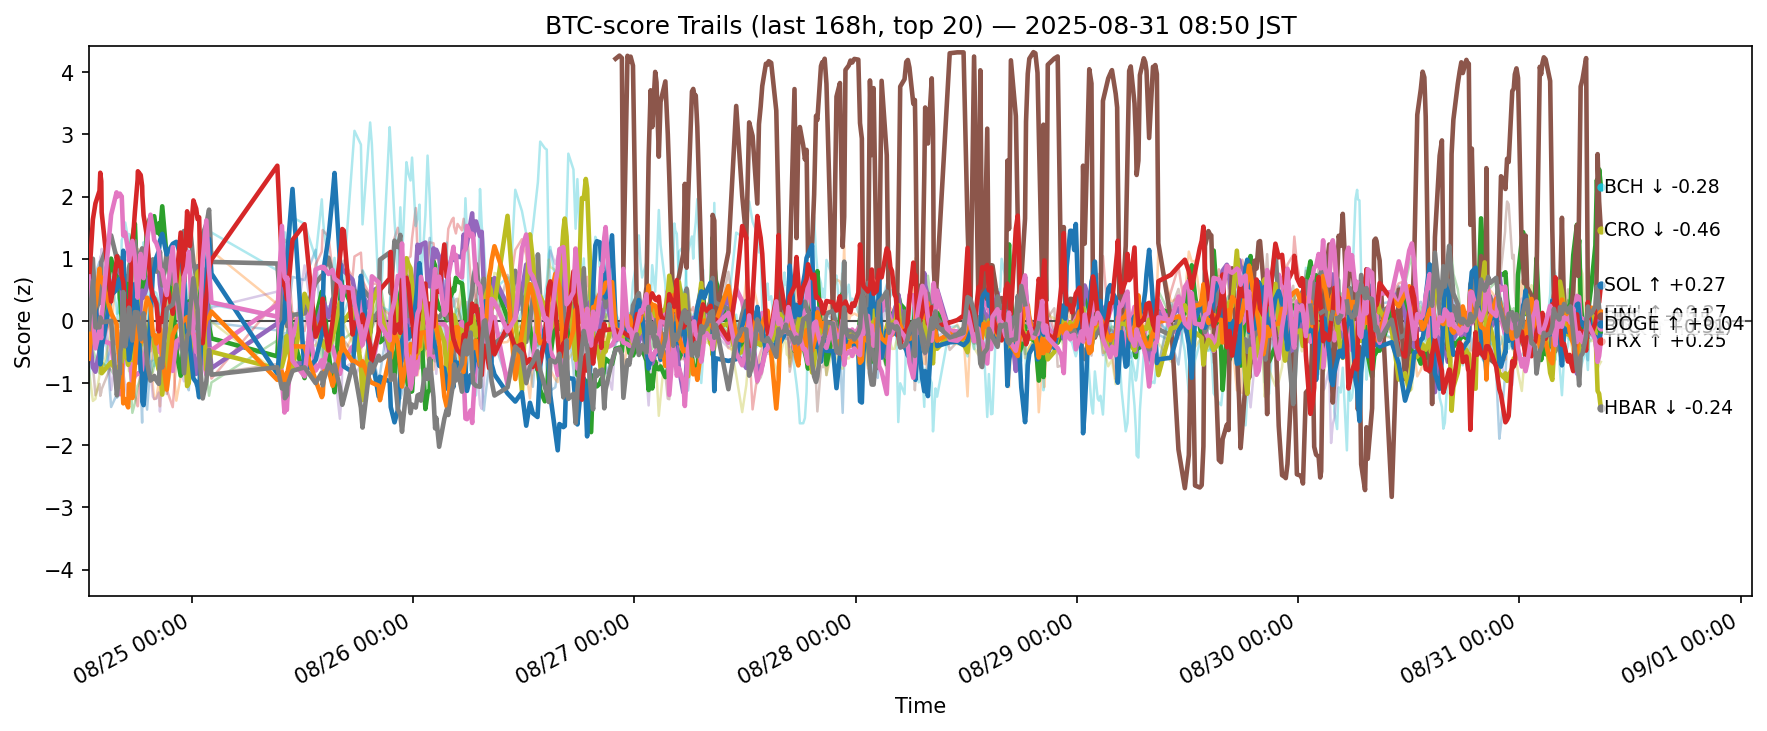 BTC-score Trails (last 168h, top 20) — 2025-08-31 08:50 JST
Score (z)
4
3
2
1
0
−1
−2
−3
−4
BCH ↓ -0.28
CRO ↓ -0.46
SOL ↑ +0.27
DOGE ↑ +0.04
TRX ↑ +0.25
HBAR ↓ -0.24
08/25 00:00
08/26 00:00
08/27 00:00
08/28 00:00
08/29 00:00
08/30 00:00
08/31 00:00
09/01 00:00
Time